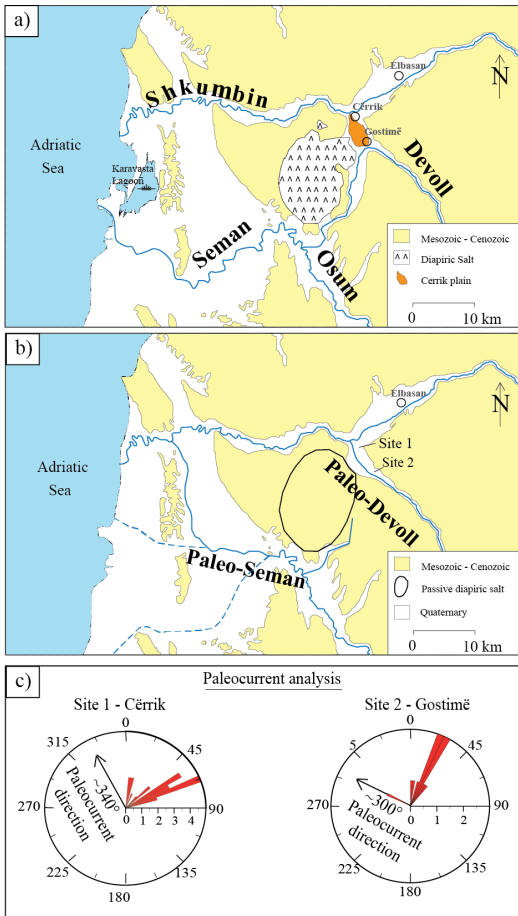 a)
Elbasan
N
Shkumbin
Cërrik
Gostimë
Adriatic
Sea
Karavasta
Lagoon
Devoll
Seman
Osum
Mesozoic - Cenozoic
Diapiric Salt
Cerrik plain
0 10 km
b)
Elbasan
N
Site 1
Site 2
Adriatic
Sea
Paleo-Devoll
Paleo-Seman
Mesozoic - Cenozoic
Passive diapiric salt
Quaternary
0 10 km
c)
Paleocurrent analysis
Site 1 - Cërrik
0
315
45
~340°
Paleocurrent
direction
270
0 1 2 3 4
90
225
135
180
Site 2 - Gostimë
0
5
45
~300°
Paleocurrent
direction
270
0 1 2
90
225
135
180